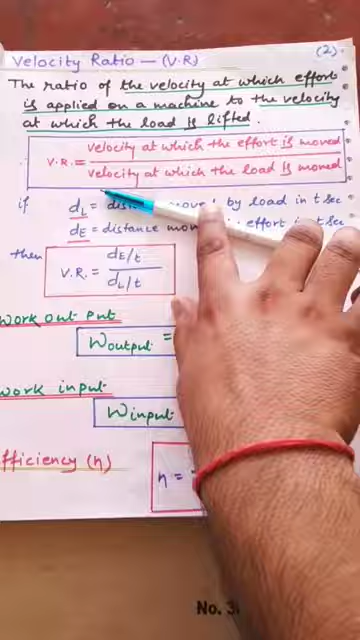 Velocity Ratio — (V.R) (2)
The ratio of the velocity at which effort
is applied on a machine to the velocity
at which the load is lifted.
V.R. = Velocity at which the effort is moved
Velocity at which the load is moved
if dL = by load in t sec
dE = distance effort in t sec
then V.R. = dE/t
dL/t
Work out put
Woutput =
Work input
Winput
fficiency (η)
η =
No. 3